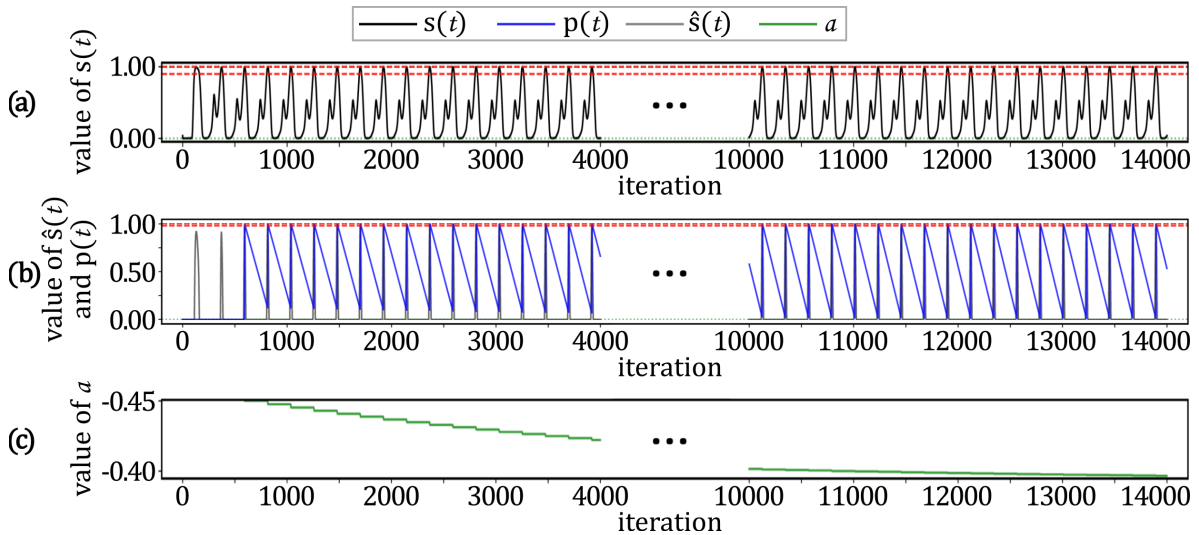 s(t) p(t) ŝ(t) a
(a)
value of s(t)
1.00
0.00
0 1000 2000 3000 4000 10000 11000 12000 13000 14000
iteration
(b)
value of ŝ(t)
and p(t)
1.00
0.50
0.00
0 1000 2000 3000 4000 10000 11000 12000 13000 14000
iteration
(c)
value of a
-0.45
-0.40
0 1000 2000 3000 4000 10000 11000 12000 13000 14000
iteration